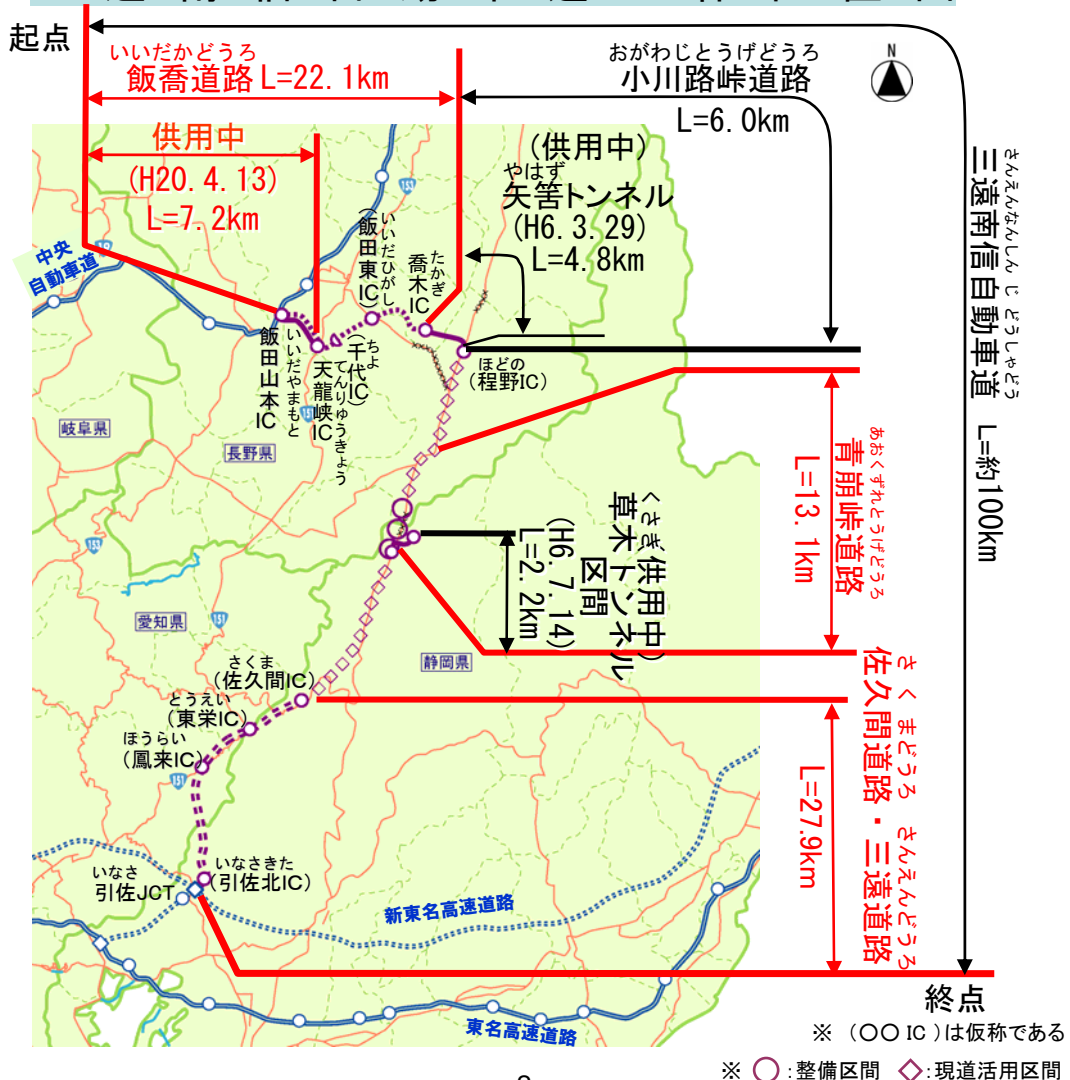 起点
いいだかどうろ
飯喬道路 L=22.1km
おがわじとうげどうろ
小川路峠道路
L=6.0km
N
供用中
(H20.4.13)
L=7.2km
(供用中)
やはず
矢筈トンネル
(H6.3.29)
L=4.8km
さんえんなんしんじどうしゃどう
三遠南信自動車道 L=約100km
中央
自動車道
19
153
いいだひがし
(飯田東IC)
たかぎ
喬木IC
いいだやまもと
飯田山本IC
ちよ
(千代IC)
てんりゅうきょう
天龍峡IC
151
ほどの
(程野IC)
岐阜県
長野県
あおくずれとうげどうろ
青崩峠道路
L=13.1km
くさぎ
草木トンネル区間
(供用中)
(H6.7.14)
L=2.2km
153
愛知県
151
静岡県
さくま
(佐久間IC)
とうえい
(東栄IC)
ほうらい
(鳳来IC)
151
さくまどうろ さんえんどうろ
佐久間道路・三遠道路
L=27.9km
いなさきた
(引佐北IC)
いなさ
引佐JCT
新東名高速道路
東名高速道路
終点
※ (〇〇 IC )は仮称である
※ ○:整備区間 ◇:現道活用区間